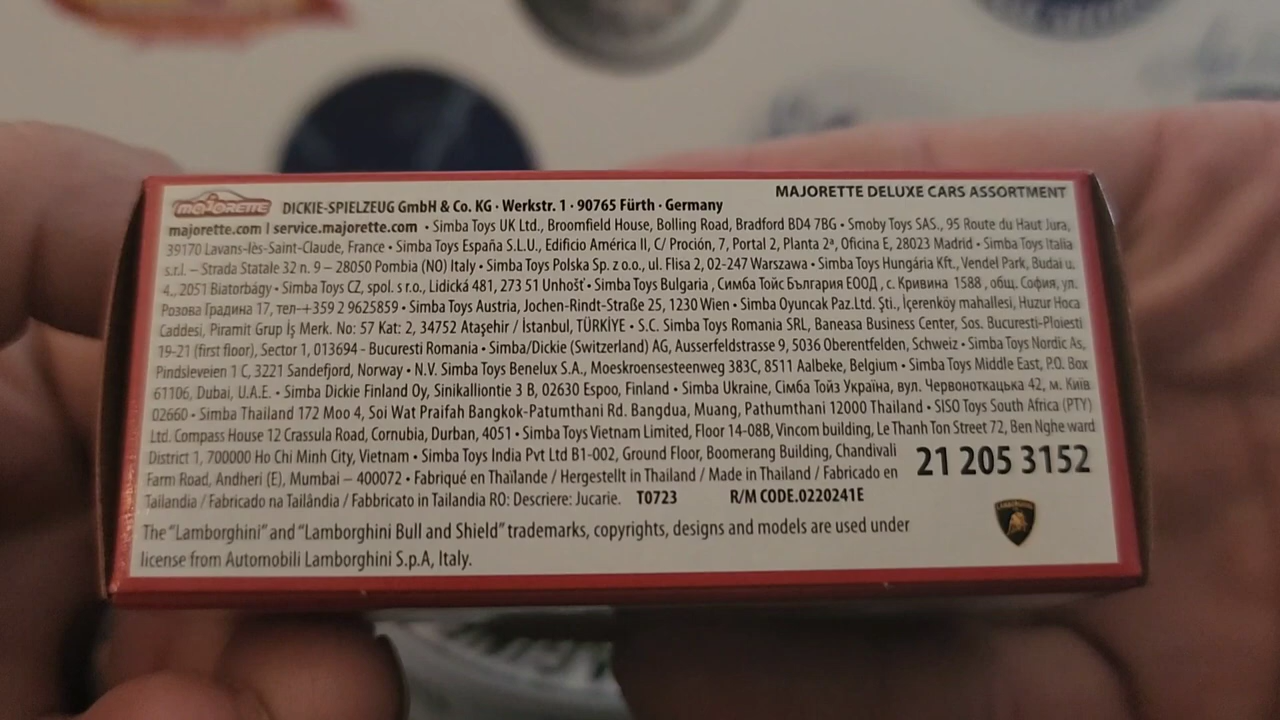 MAJORETTE DICKIE-SPIELZEUG GmbH & Co. KG · Werkstr. 1 · 90765 Fürth · Germany MAJORETTE DELUXE CARS ASSORTMENT
majorette.com | service.majorette.com • Simba Toys UK Ltd., Broomfield House, Bolling Road, Bradford BD4 7BG • Smoby Toys SAS., 95 Route du Haut Jura,
39170 Lavans-lès-Saint-Claude, France • Simba Toys España S.L.U., Edificio América II, C/ Proción, 7, Portal 2, Planta 2ª, Oficina E, 28023 Madrid • Simba Toys Italia
s.r.l. – Strada Statale 32 n. 9 – 28050 Pombia (NO) Italy • Simba Toys Polska Sp. z o.o., ul. Flisa 2, 02-247 Warszawa • Simba Toys Hungária Kft., Vendel Park, Budai u.
4., 2051 Biatorbágy • Simba Toys CZ, spol. s r.o., Lidická 481, 273 51 Unhošť • Simba Toys Bulgaria , Симба Тойс България ЕООД , с. Кривина 1588 , общ. София, ул.
Розова Градина 17, тел-+359 2 9625859 • Simba Toys Austria, Jochen-Rindt-Straße 25, 1230 Wien • Simba Oyuncak Paz.Ltd. Şti., İçerenköy mahallesi, Huzur Hoca
Caddesi, Piramit Grup İş Merk. No: 57 Kat: 2, 34752 Ataşehir / İstanbul, TÜRKİYE • S.C. Simba Toys Romania SRL, Baneasa Business Center, Sos. Bucuresti-Ploiesti
19-21 (first floor), Sector 1, 013694 - Bucuresti Romania • Simba/Dickie (Switzerland) AG, Ausserfeldstrasse 9, 5036 Oberentfelden, Schweiz • Simba Toys Nordic As,
Pindsleveien 1 C, 3221 Sandefjord, Norway • N.V. Simba Toys Benelux S.A., Moeskroensesteenweg 383C, 8511 Aalbeke, Belgium • Simba Toys Middle East, P.O. Box
61106, Dubai, U.A.E. • Simba Dickie Finland Oy, Sinikalliontie 3 B, 02630 Espoo, Finland • Simba Ukraine, Сімба Тойз Україна, вул. Червоноткацька 42, м. Київ
02660 • Simba Thailand 172 Moo 4, Soi Wat Praifah Bangkok-Patumthani Rd. Bangdua, Muang, Pathumthani 12000 Thailand • SISO Toys South Africa (PTY)
Ltd. Compass House 12 Crassula Road, Cornubia, Durban, 4051 • Simba Toys Vietnam Limited, Floor 14-08B, Vincom building, Le Thanh Ton Street 72, Ben Nghe ward
District 1, 700000 Ho Chi Minh City, Vietnam • Simba Toys India Pvt Ltd B1-002, Ground Floor, Boomerang Building, Chandivali
Farm Road, Andheri (E), Mumbai – 400072 • Fabriqué en Thaïlande / Hergestellt in Thailand / Made in Thailand / Fabricado en
Tailandia / Fabricado na Tailândia / Fabbricato in Tailandia RO: Descriere: Jucarie. T0723 R/M CODE.0220241E
21 205 3152
The “Lamborghini” and “Lamborghini Bull and Shield” trademarks, copyrights, designs and models are used under
license from Automobili Lamborghini S.p.A, Italy.
LAMBORGHINI